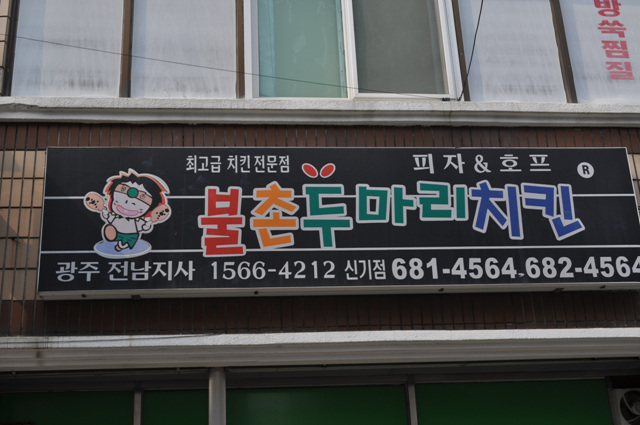 방쑥찜질
최고급 치킨전문점
피자&호프 ®
불촌두마리치킨
광주 전남지사 1566-4212 신기점 681-4564, 682-4564